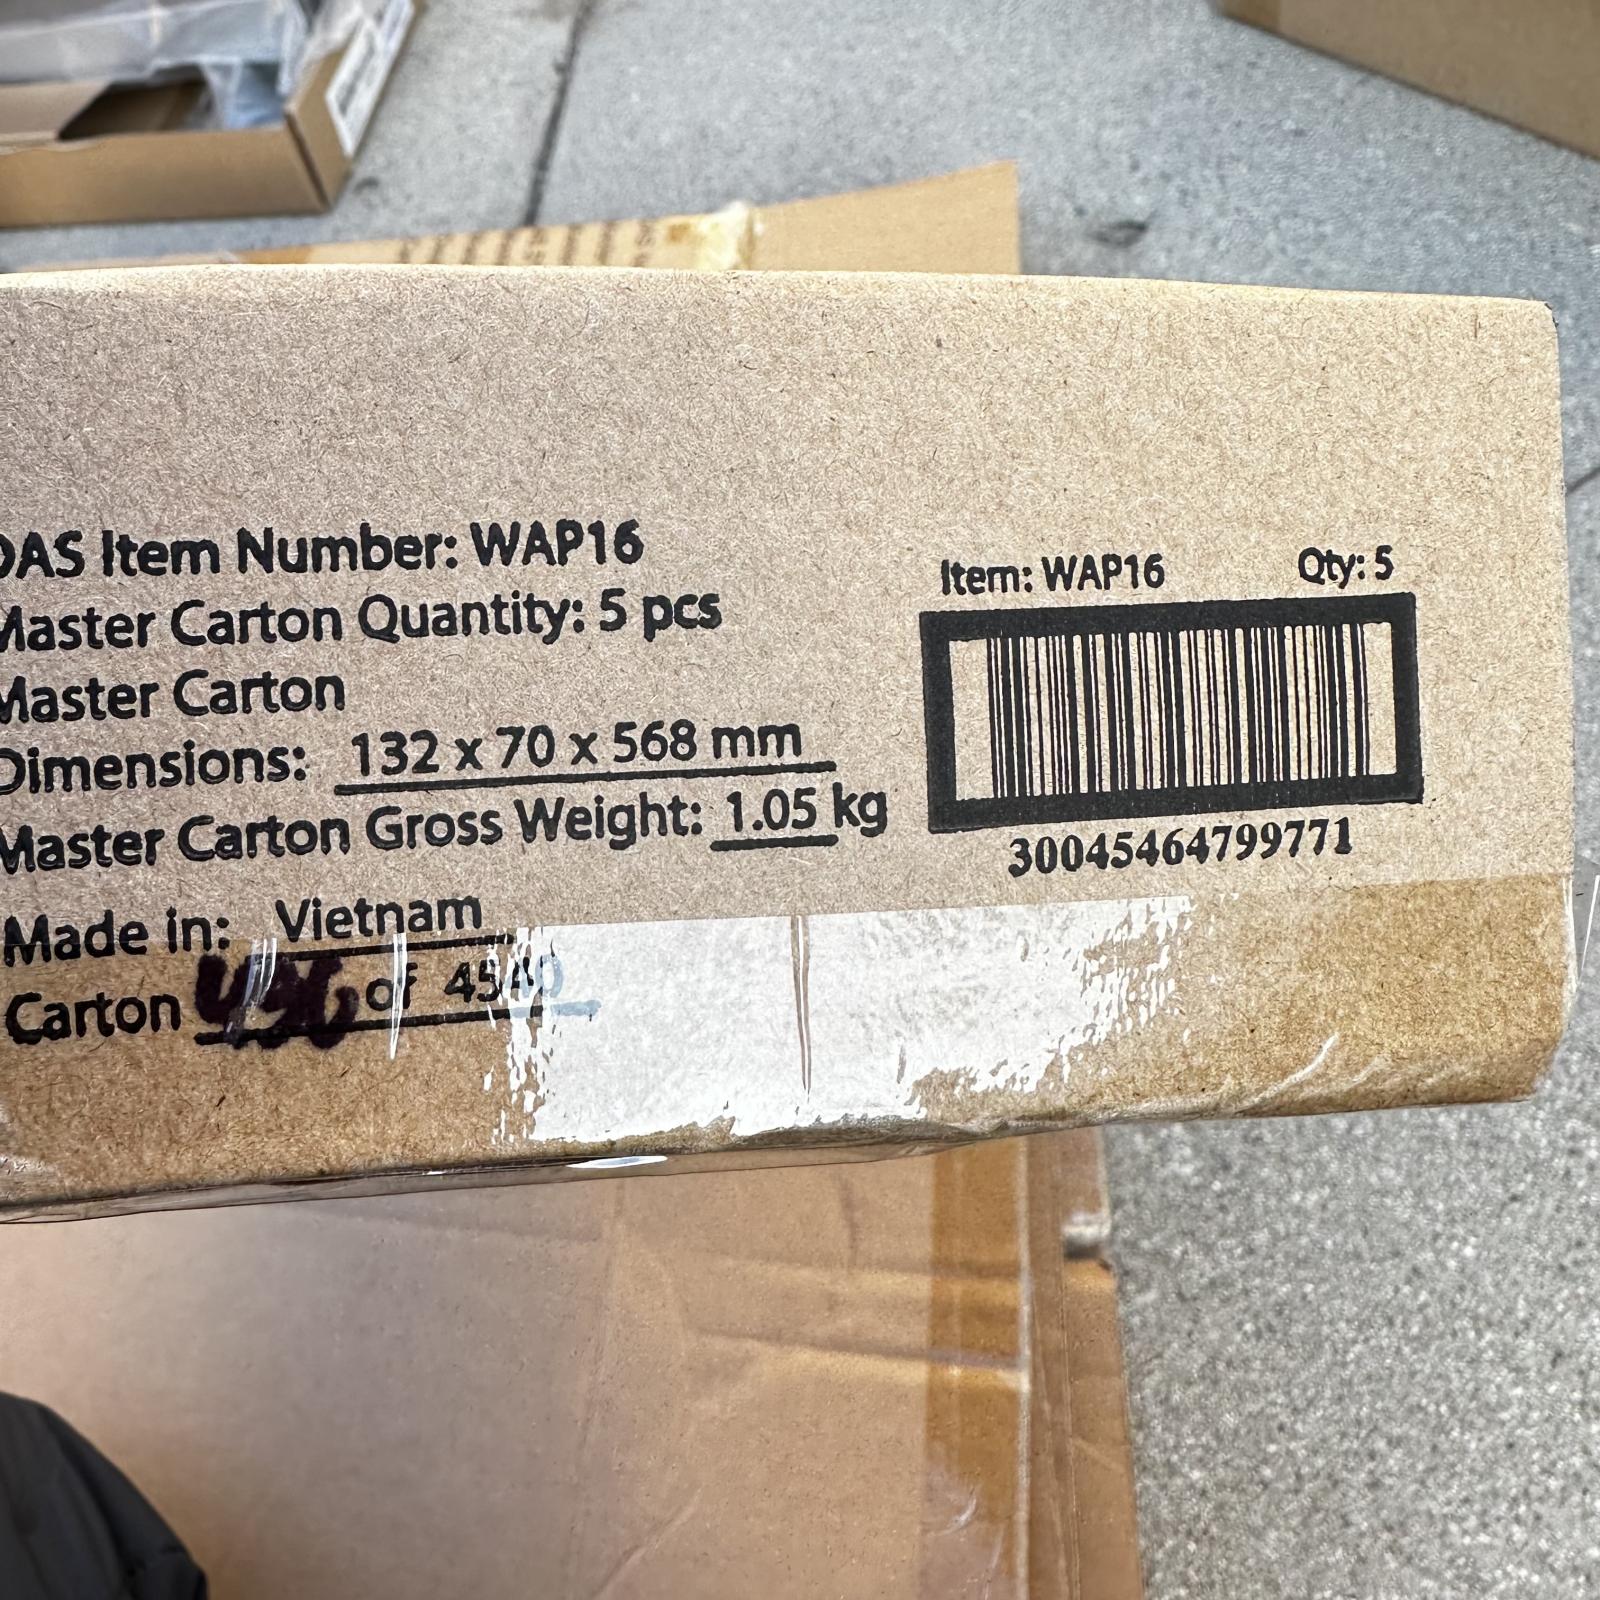 DAS Item Number: WAP16
Master Carton Quantity: 5 pcs
Master Carton
Dimensions: 132 x 70 x 568 mm
Master Carton Gross Weight: 1.05 kg
Made in: Vietnam
Carton of 4540
Item: WAP16 Qty: 5
30045464799771